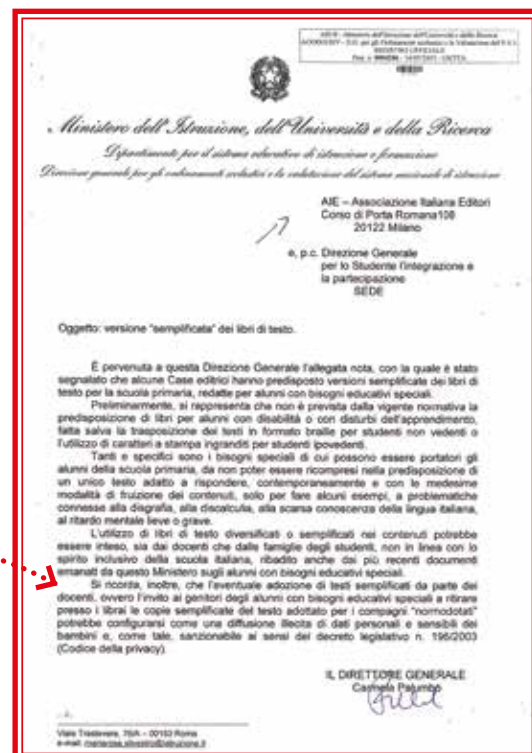 Ministero dell'Istruzione, dell'Università e della Ricerca
Dipartimento per il sistema educativo di istruzione e formazione
Direzione generale per gli ordinamenti scolastici e la valutazione del sistema nazionale di istruzione
AIE – Associazione Italiana Editori
Corso di Porta Romana108
20122 Milano
e, p.c. Direzione Generale
per lo Studente l'integrazione e
la partecipazione
SEDE
Oggetto: versione "semplificata" dei libri di testo.
È pervenuta a questa Direzione Generale l'allegata nota, con la quale è stato
segnalato che alcune Case editrici hanno predisposto versioni semplificate dei libri di
testo per la scuola primaria, redatte per alunni con bisogni educativi speciali.
Preliminarmente, si rappresenta che non è prevista dalla vigente normativa la
predisposizione di libri per alunni con disabilità o con disturbi dell'apprendimento,
fatta salva la trasposizione dei testi in formato braille per studenti non vedenti o
l'utilizzo di caratteri a stampa ingranditi per studenti ipovedenti.
Tanti e specifici sono i bisogni speciali di cui possono essere portatori gli
alunni della scuola primaria, da non poter essere ricompresi nella predisposizione di
un unico testo adatto a rispondere, contemporaneamente e con le medesime
modalità di fruizione dei contenuti, solo per fare alcuni esempi, a problematiche
connesse alla disgrafia, alla discalculia, alla scarsa conoscenza della lingua italiana,
al ritardo mentale lieve o grave.
L'utilizzo di libri di testo diversificati o semplificati nei contenuti potrebbe
essere inteso, sia dai docenti che dalle famiglie degli studenti, non in linea con lo
spirito inclusivo della scuola italiana, ribadito anche dai più recenti documenti
emanati da questo Ministero sugli alunni con bisogni educativi speciali.
Si ricorda, inoltre, che l'eventuale adozione di testi semplificati da parte dei
docenti, ovvero l'invito ai genitori degli alunni con bisogni educativi speciali a ritirare
presso i librai le copie semplificate del testo adottato per i compagni "normodotati"
potrebbe configurarsi come una diffusione illecita di dati personali e sensibili dei
bambini e, come tale, sanzionabile ai sensi del decreto legislativo n. 196/2003
(Codice della privacy).
IL DIRETTORE GENERALE
Carmela Palumbo
Viale Trastevere, 76/A – 00153 Roma
e-mail: